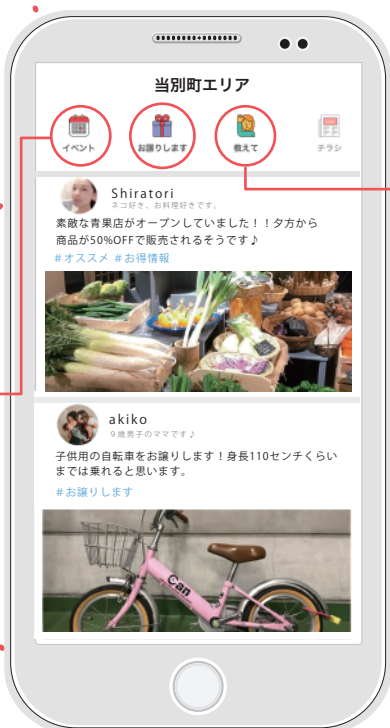 当別町エリア
イベント
お譲りします
教えて
チラシ
Shiratori
ネコ好き、お料理好きです。
素敵な青果店がオープンしていました！！夕方から
商品が50%OFFで販売されるそうです♪
#オススメ #お得情報
akiko
9歳男子のママです♪
子供用の自転車をお譲りします！身長110センチくらい
までは乗れると思います。
#お譲りします
Can